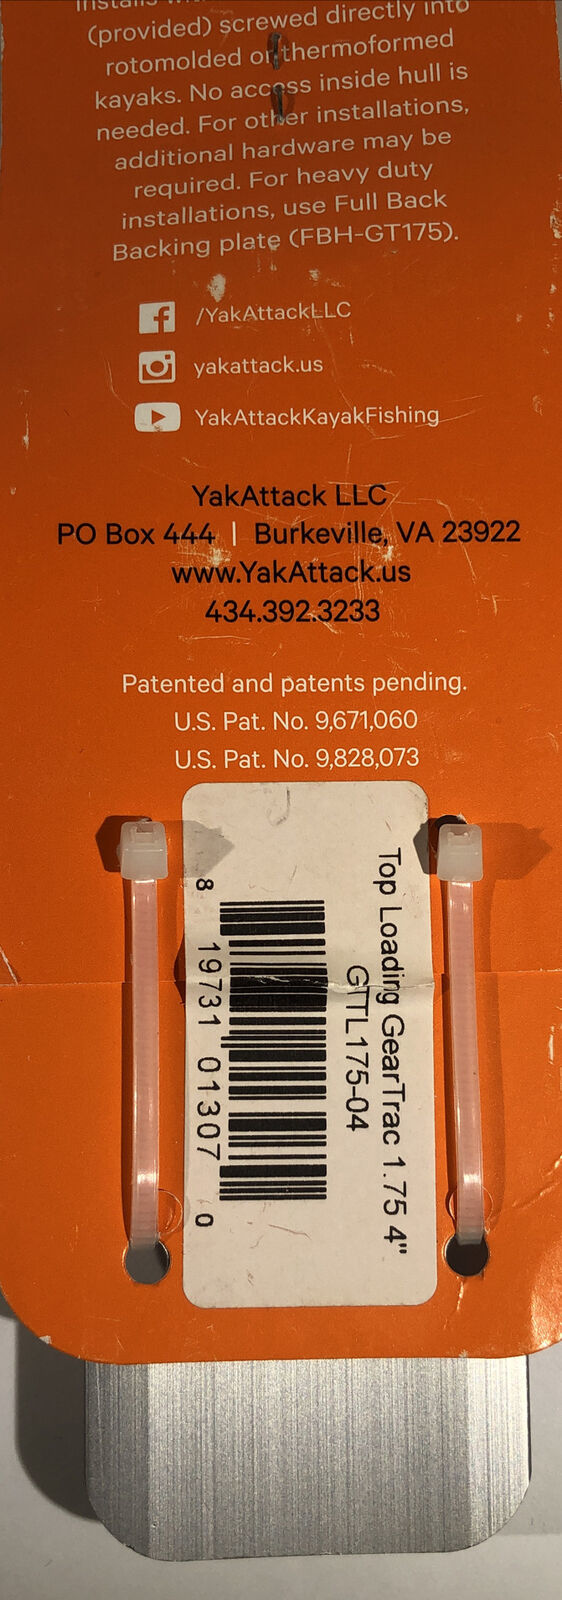 (provided) screwed directly into
rotomolded or thermoformed
kayaks. No access inside hull is
needed. For other installations,
additional hardware may be
required. For heavy duty
installations, use Full Back
Backing plate (FBH-GT175).
/YakAttackLLC
yakattack.us
YakAttackKayakFishing
YakAttack LLC
PO Box 444 | Burkeville, VA 23922
www.YakAttack.us
434.392.3233
Patented and patents pending.
U.S. Pat. No. 9,671,060
U.S. Pat. No. 9,828,073
Top Loading GearTrac 1.75 4"
GTTL175-04
8 19731 01307 0